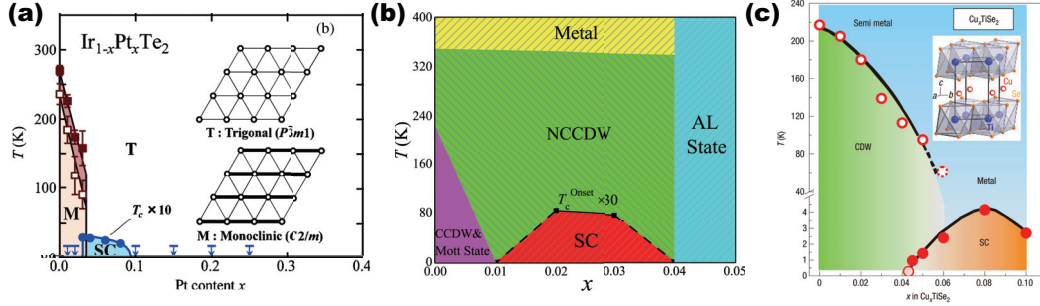 (a)
Ir1-xPtxTe2
(b)
300
200
100
T (K)
T : Trigonal (P3̄m1)
T
M
Tc × 10
SC
M : Monoclinic (C2/m)
0.0 0.1 0.2 0.3 0.4
Pt content x
(b)
400
320
240
160
80
0
T (K)
Metal
NCCDW
AL
State
Tc Onset ×30
CCDW&
Mott State
SC
0.00 0.01 0.02 0.03 0.04 0.05
x
(c)
240
220
200
180
160
140
120
100
80
60
40
4
3
2
1
0
T (K)
Semi metal
CuxTiSe2
c
a b
Cu
Se
Ti
CDW
Metal
SC
0 0.02 0.04 0.06 0.08 0.10
x in CuxTiSe2